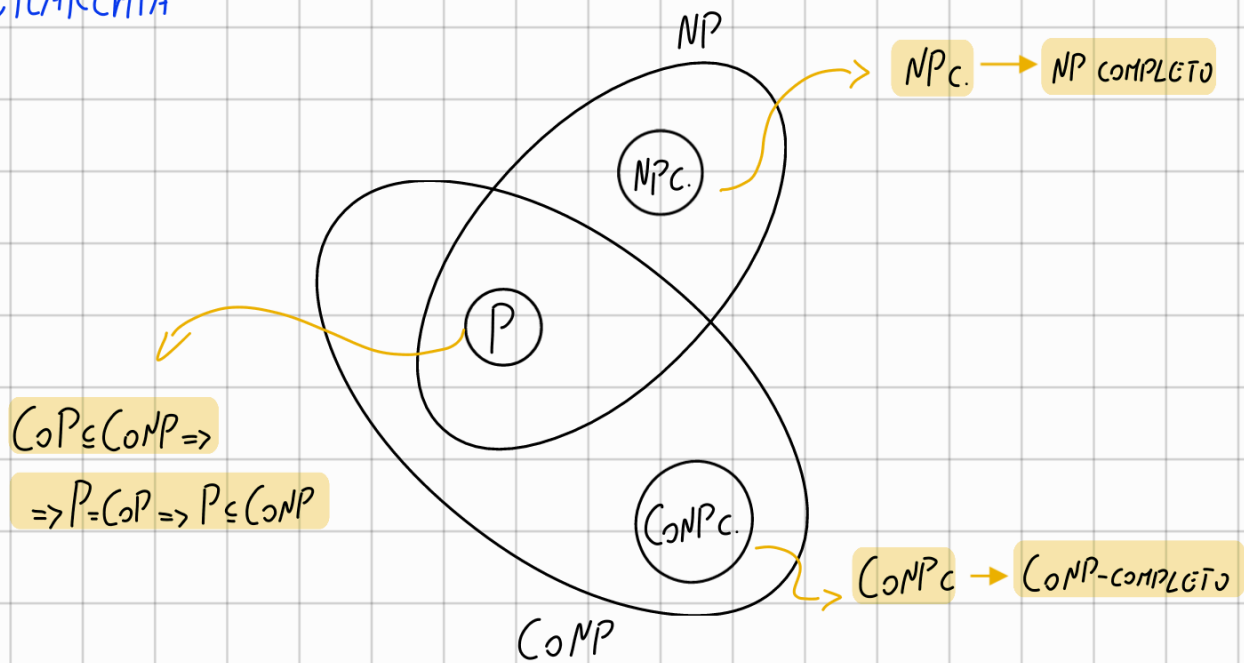 NP
NPC. → NP COMPLETO
NPC.
P
CoP ⊆ CoNP =>
=> P=CoP => P ⊆ CoNP
CoNPC.
CoNPC → CoNP-COMPLETO
CoNP